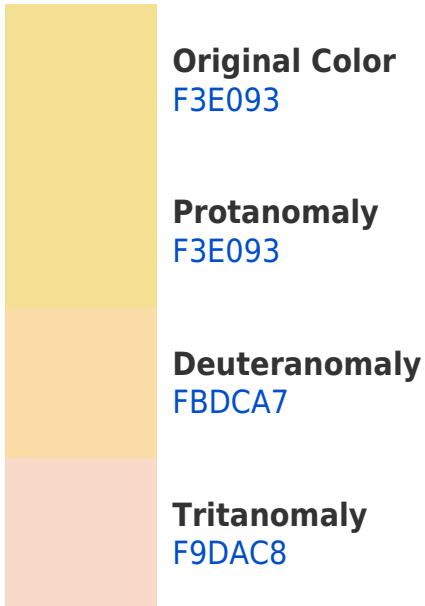 Original Color
F3E093
Protanomaly
F3E093
Deuteranomaly
FBDCA7
Tritanomaly
F9DAC8